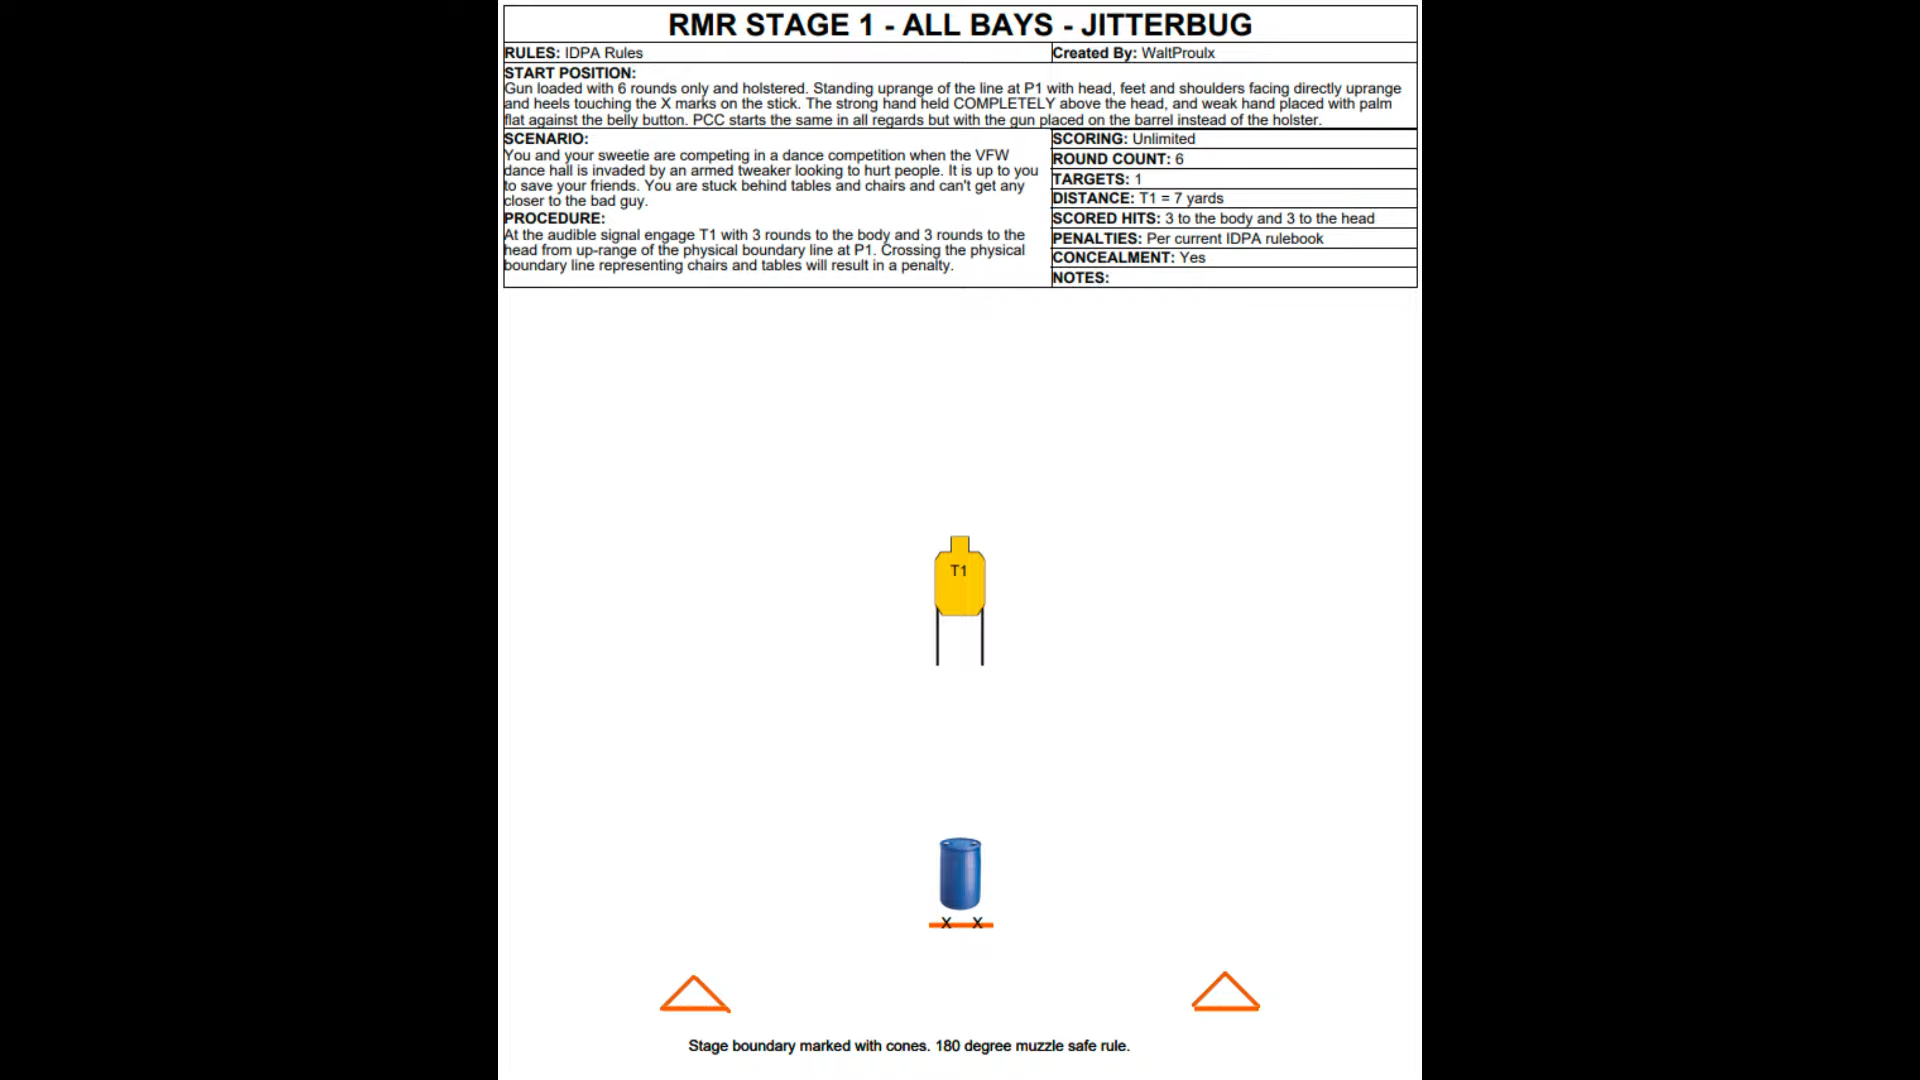 RMR STAGE 1 - ALL BAYS - JITTERBUG
RULES: IDPA Rules
Created By: WaltProulx
START POSITION:
Gun loaded with 6 rounds only and holstered. Standing uprange of the line at P1 with head, feet and shoulders facing directly uprange
and heels touching the X marks on the stick. The strong hand held COMPLETELY above the head, and weak hand placed with palm
flat against the belly button. PCC starts the same in all regards but with the gun placed on the barrel instead of the holster.
SCENARIO:
You and your sweetie are competing in a dance competition when the VFW
dance hall is invaded by an armed tweaker looking to hurt people. It is up to you
to save your friends. You are stuck behind tables and chairs and can't get any
closer to the bad guy.
PROCEDURE:
At the audible signal engage T1 with 3 rounds to the body and 3 rounds to the
head from up-range of the physical boundary line at P1. Crossing the physical
boundary line representing chairs and tables will result in a penalty.
SCORING: Unlimited
ROUND COUNT: 6
TARGETS: 1
DISTANCE: T1 = 7 yards
SCORED HITS: 3 to the body and 3 to the head
PENALTIES: Per current IDPA rulebook
CONCEALMENT: Yes
NOTES:
T1
X X
Stage boundary marked with cones. 180 degree muzzle safe rule.